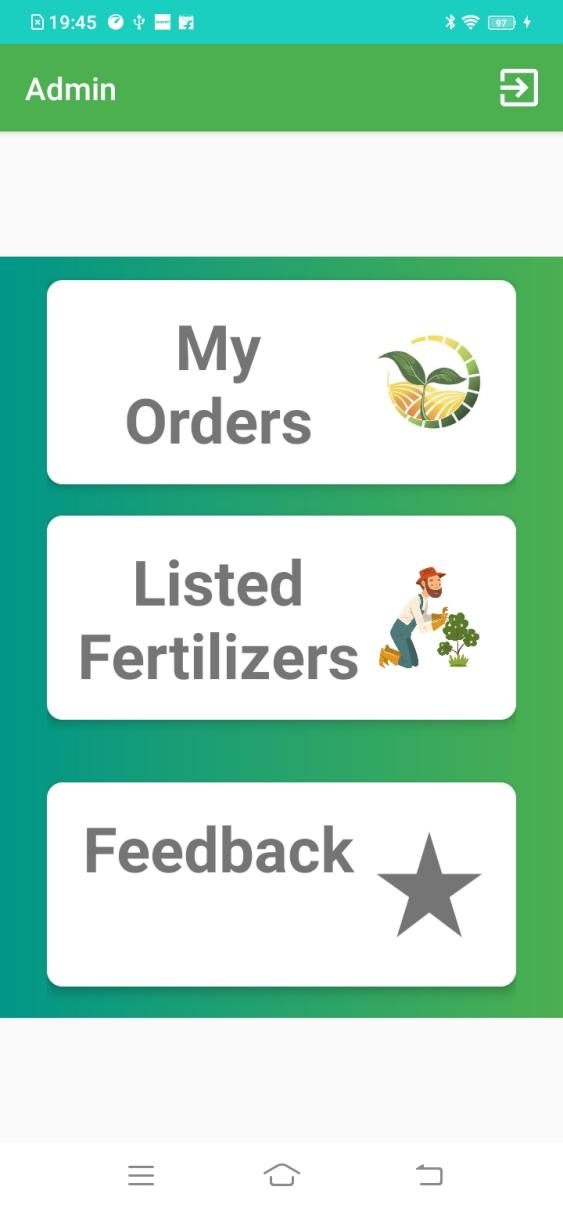 19:45
97
Admin
My
Orders
Listed
Fertilizers
Feedback